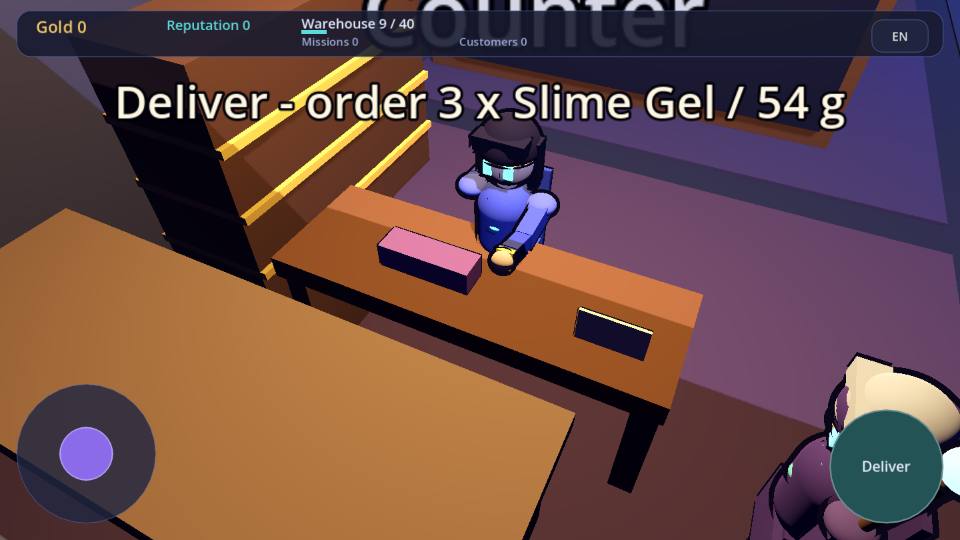 Counter
Gold 0
Reputation 0
Warehouse 9 / 40
Missions 0
Customers 0
EN
Deliver - order 3 x Slime Gel / 54 g
Deliver